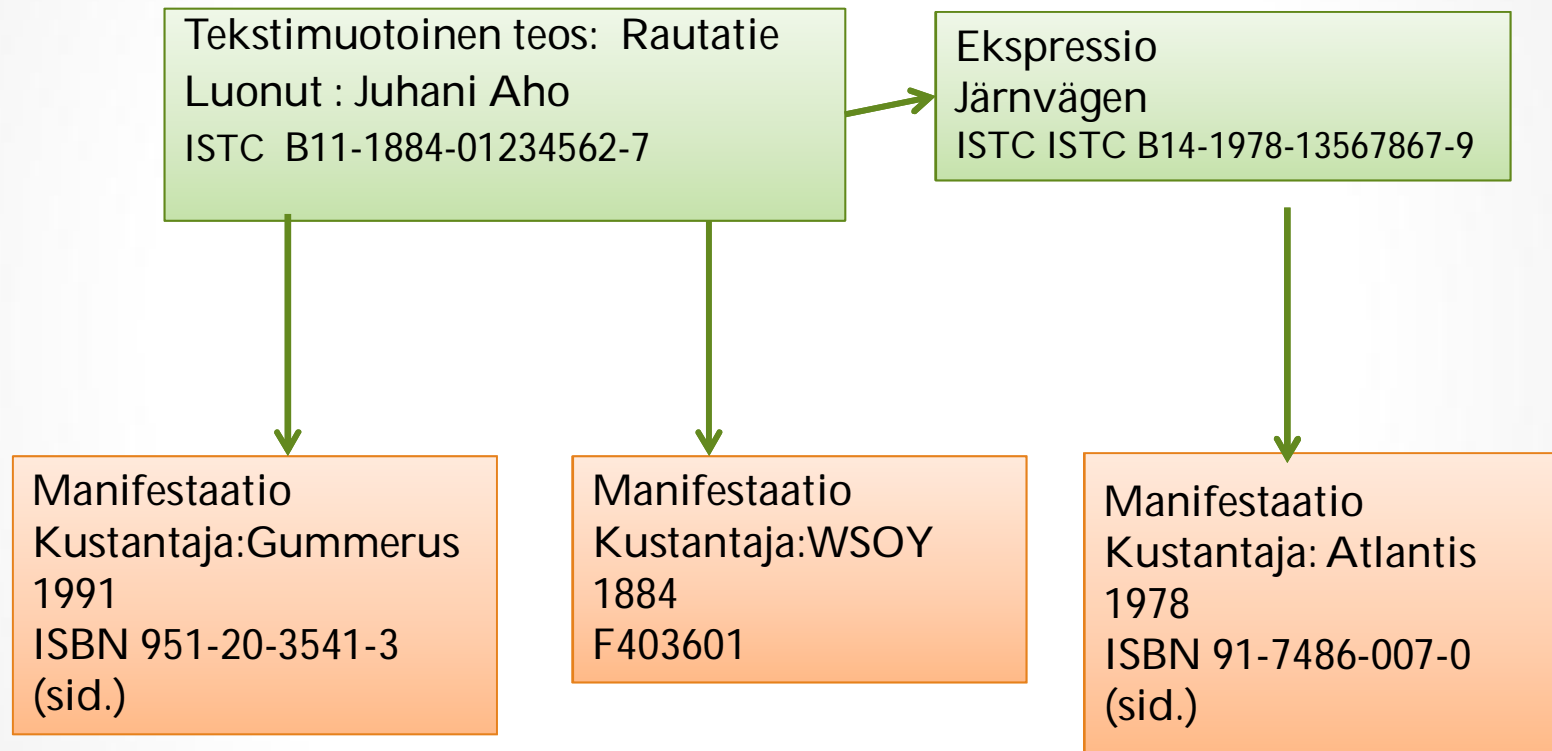 Tekstimuotoinen teos: Rautatie
Luonut : Juhani Aho
ISTC B11-1884-01234562-7
Ekspressio
Järnvägen
ISTC ISTC B14-1978-13567867-9
Manifestaatio
Kustantaja:Gummerus
1991
ISBN 951-20-3541-3
(sid.)
Manifestaatio
Kustantaja:WSOY
1884
F403601
Manifestaatio
Kustantaja: Atlantis
1978
ISBN 91-7486-007-0
(sid.)